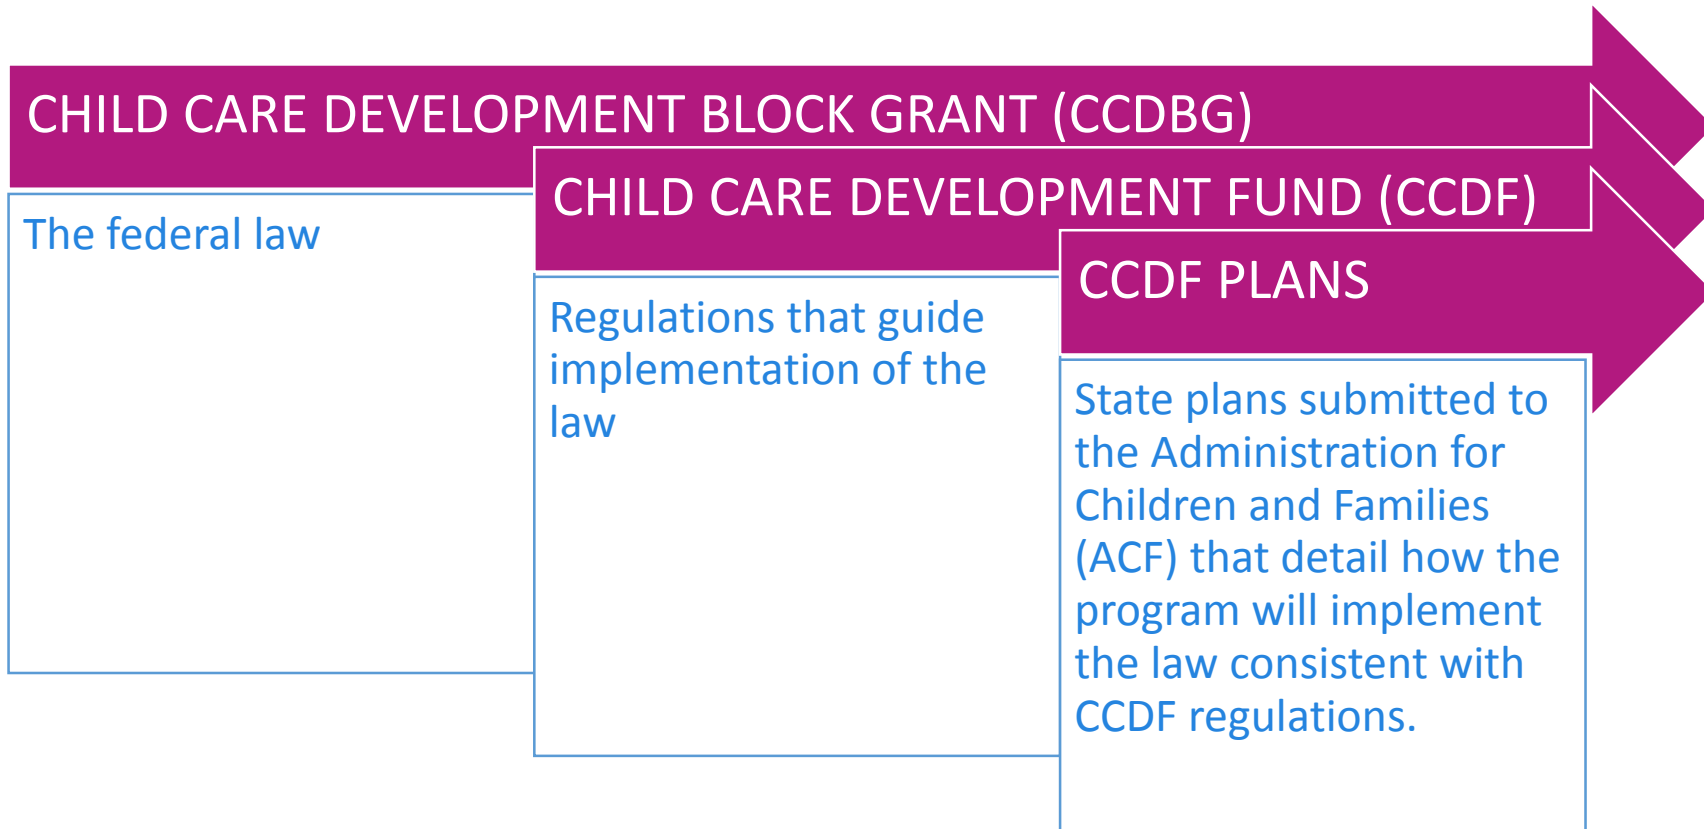 CHILD CARE DEVELOPMENT BLOCK GRANT (CCDBG)
The federal law
CHILD CARE DEVELOPMENT FUND (CCDF)
Regulations that guide
implementation of the
law
CCDF PLANS
State plans submitted to
the Administration for
Children and Families
(ACF) that detail how the
program will implement
the law consistent with
CCDF regulations.